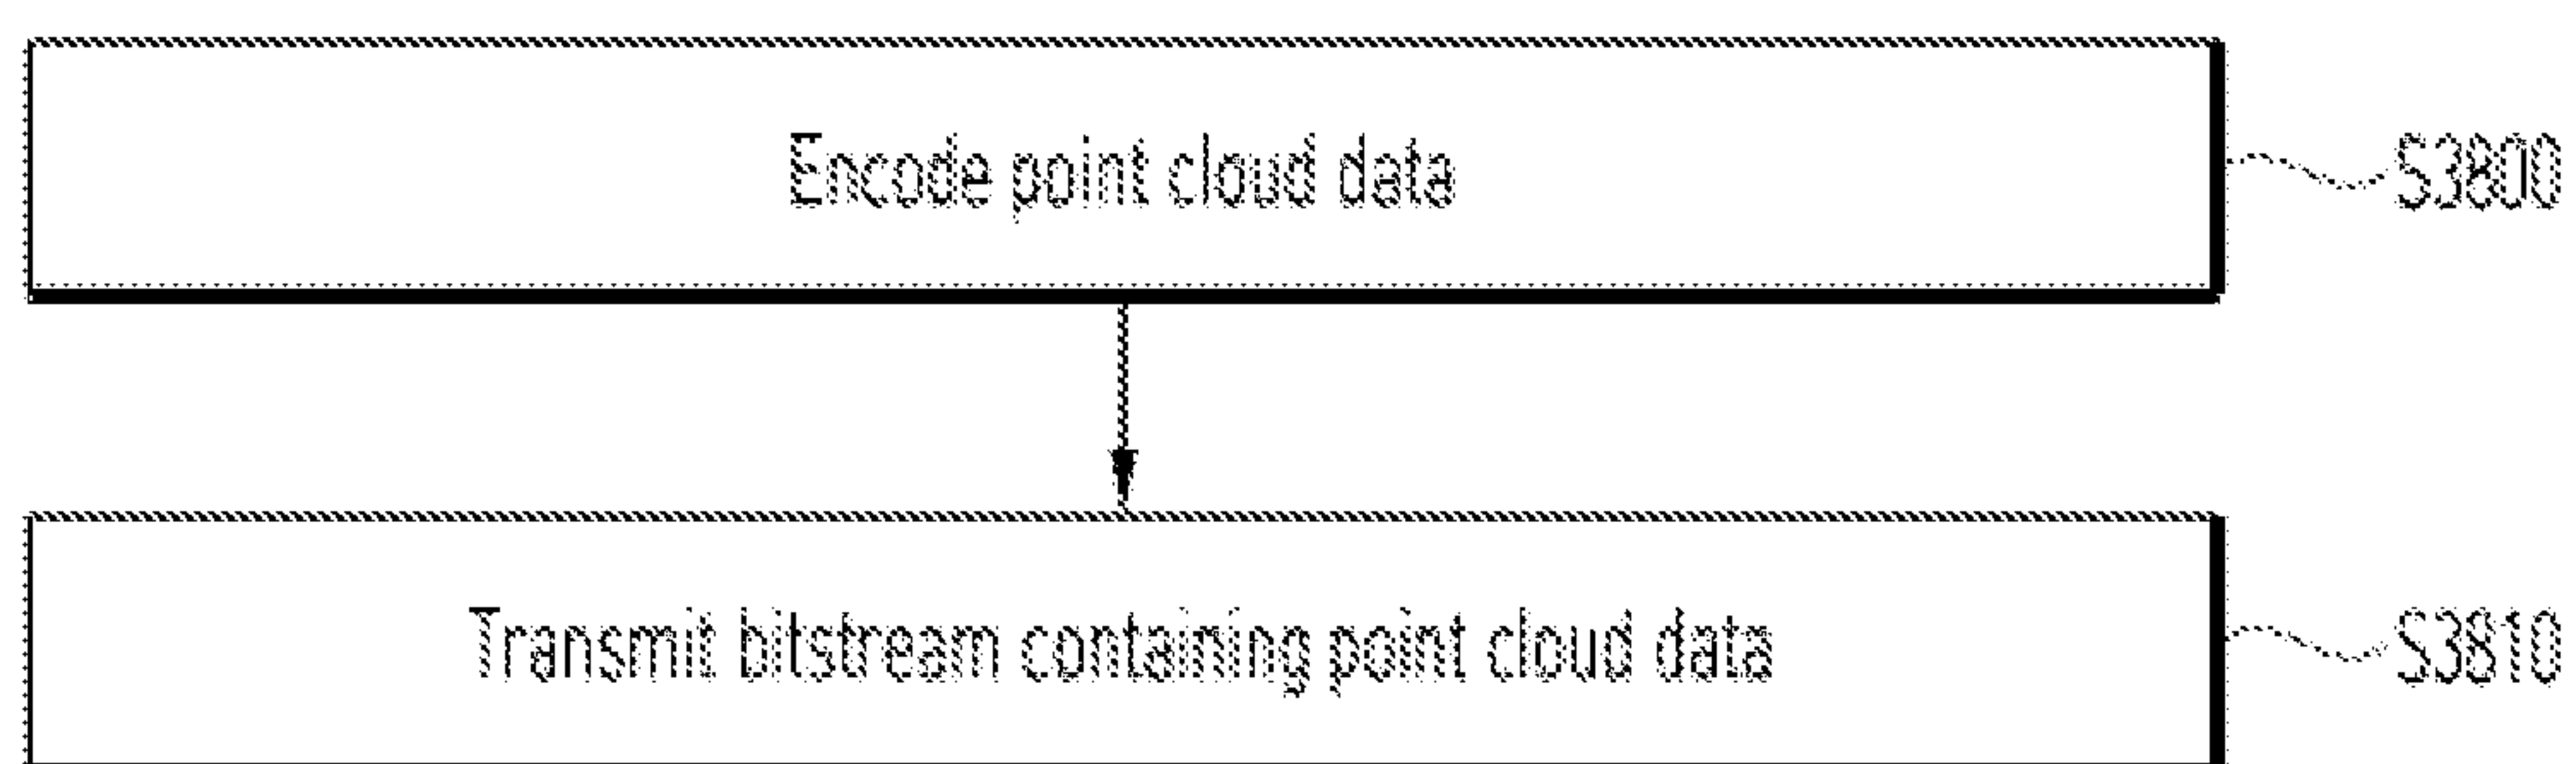 Encode point cloud data
S3800
Transmit bitstream containing point cloud data
S3810